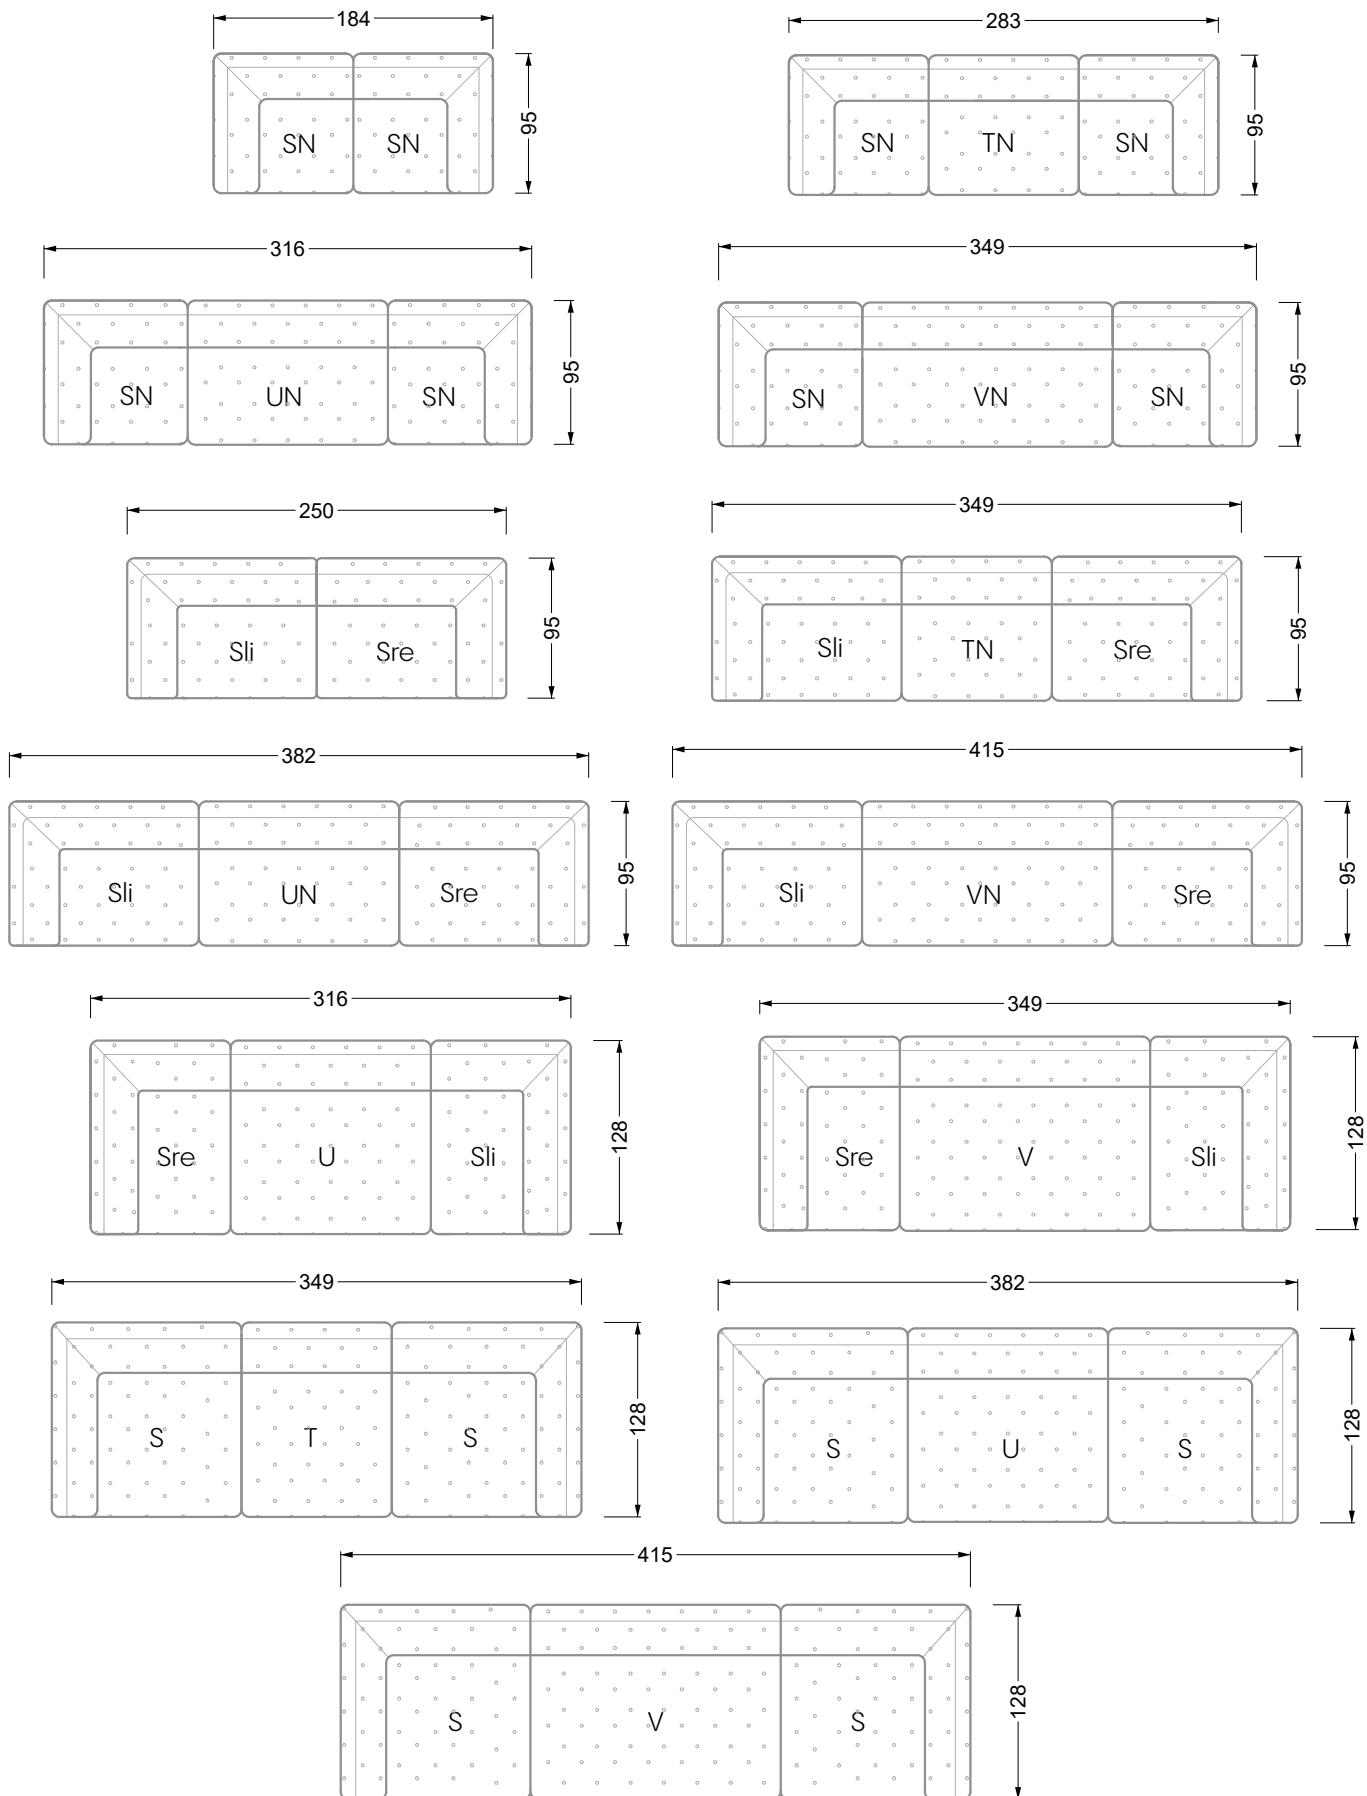 184
283
95
95
SN SN
SN TN SN
316
349
95
95
SN UN SN
SN VN SN
250
349
95
95
Sli Sre
Sli TN Sre
382
415
95
95
Sli UN Sre
Sli VN Sre
316
349
128
128
Sre U Sli
Sre V Sli
349
382
128
128
S T S
S U S
415
128
S V S